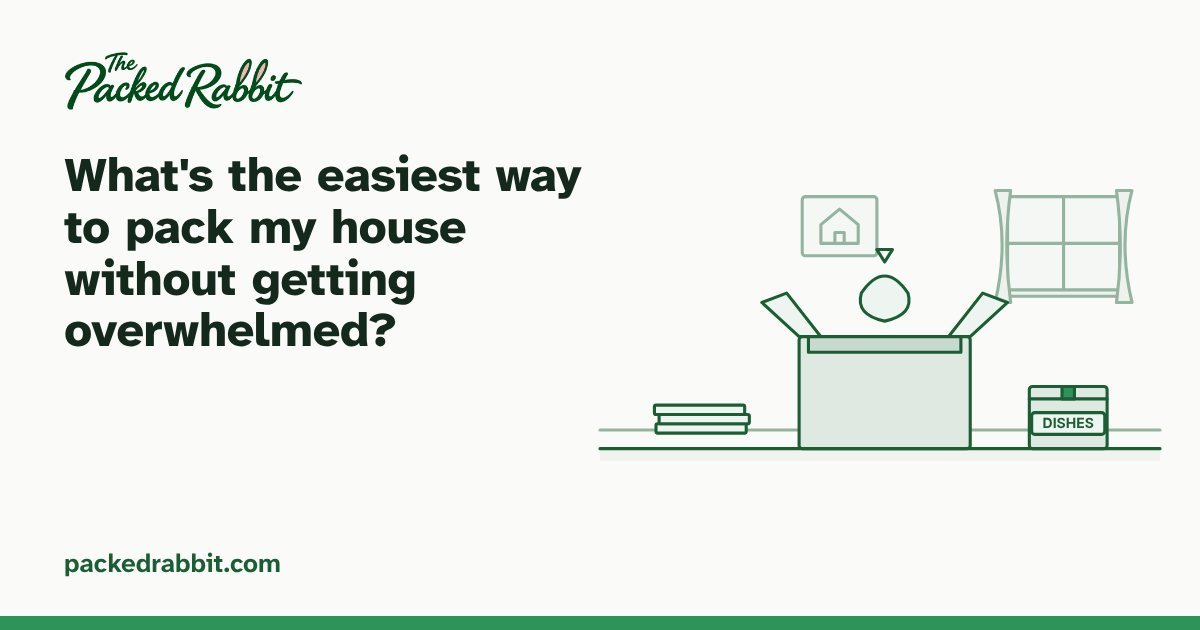 The
Packed Rabbit
What's the easiest way
to pack my house
without getting
overwhelmed?
DISHES
packedrabbit.com